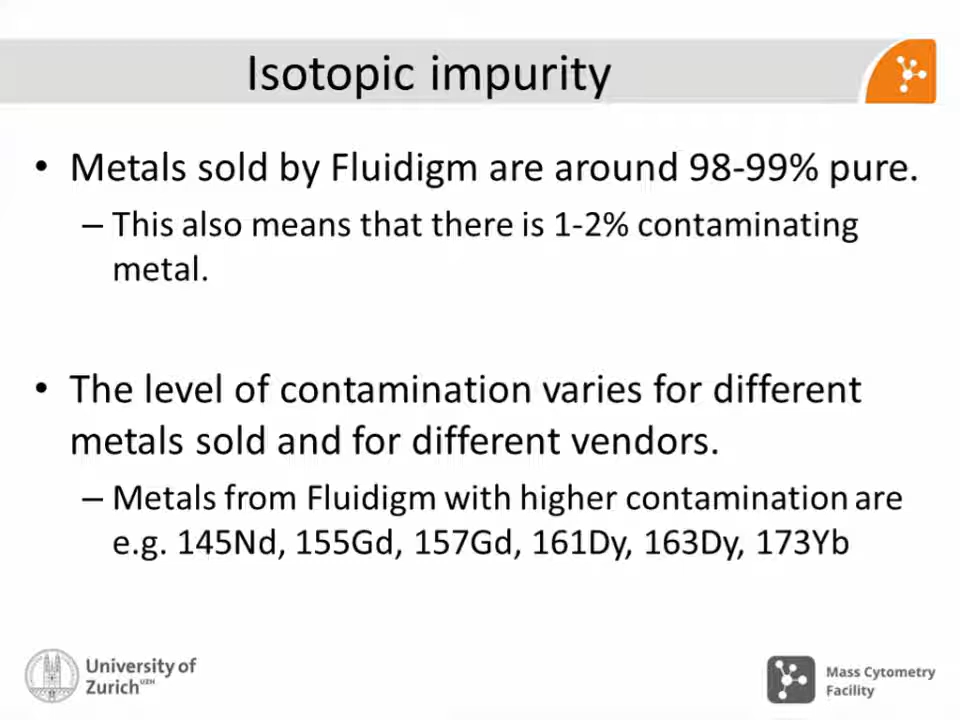 Isotopic impurity
• Metals sold by Fluidigm are around 98-99% pure.
– This also means that there is 1-2% contaminating
metal.
• The level of contamination varies for different
metals sold and for different vendors.
– Metals from Fluidigm with higher contamination are
e.g. 145Nd, 155Gd, 157Gd, 161Dy, 163Dy, 173Yb
University of
Zurich UZH
Mass Cytometry
Facility